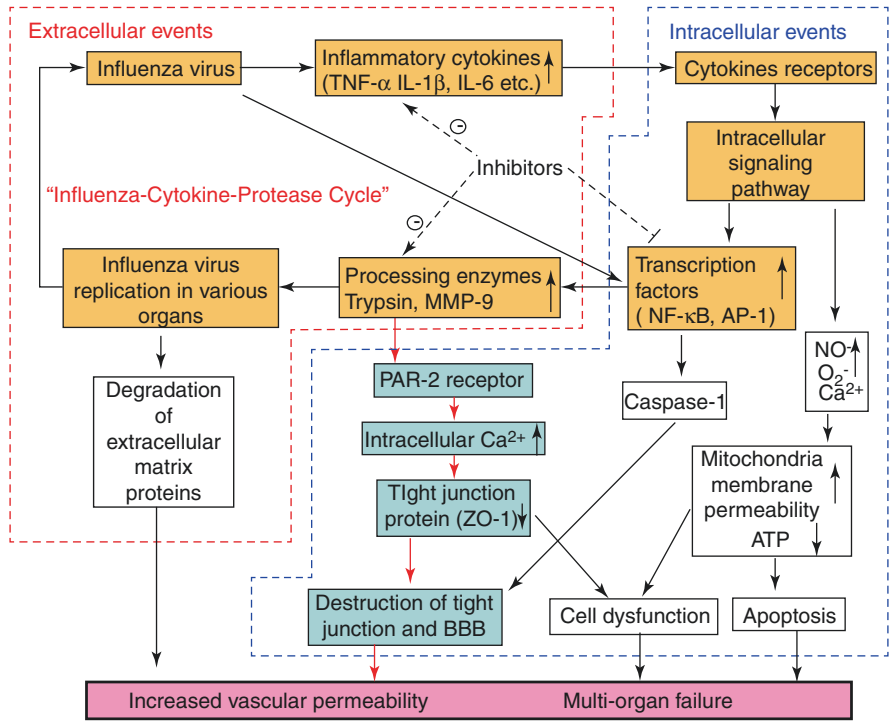 Extracellular events
Intracellular events
Influenza virus
Inflammatory cytokines
(TNF-α IL-1β, IL-6 etc.)
Cytokines receptors
Intracellular
signaling
pathway
Inhibitors
“Influenza-Cytokine-Protease Cycle”
Influenza virus
replication in various
organs
Processing enzymes
Trypsin, MMP-9
Transcription
factors
( NF-κB, AP-1)
NO-
O2-
Ca2+
Degradation
of
extracellular
matrix
proteins
PAR-2 receptor
Caspase-1
Intracellular Ca2+
Mitochondria
membrane
permeability
ATP
TIght junction
protein (ZO-1)
Destruction of tight
junction and BBB
Cell dysfunction
Apoptosis
Increased vascular permeability
Multi-organ failure